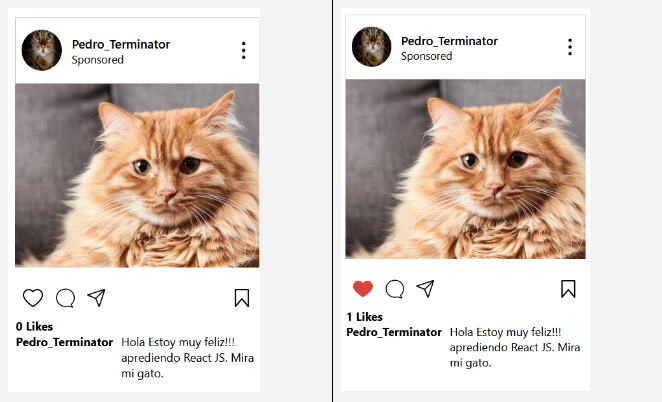 Pedro_Terminator
Sponsored
0 Likes
Pedro_Terminator Hola Estoy muy feliz!!!
aprediendo React JS. Mira
mi gato.
Pedro_Terminator
Sponsored
1 Likes
Pedro_Terminator Hola Estoy muy feliz!!!
aprediendo React JS. Mira
mi gato.